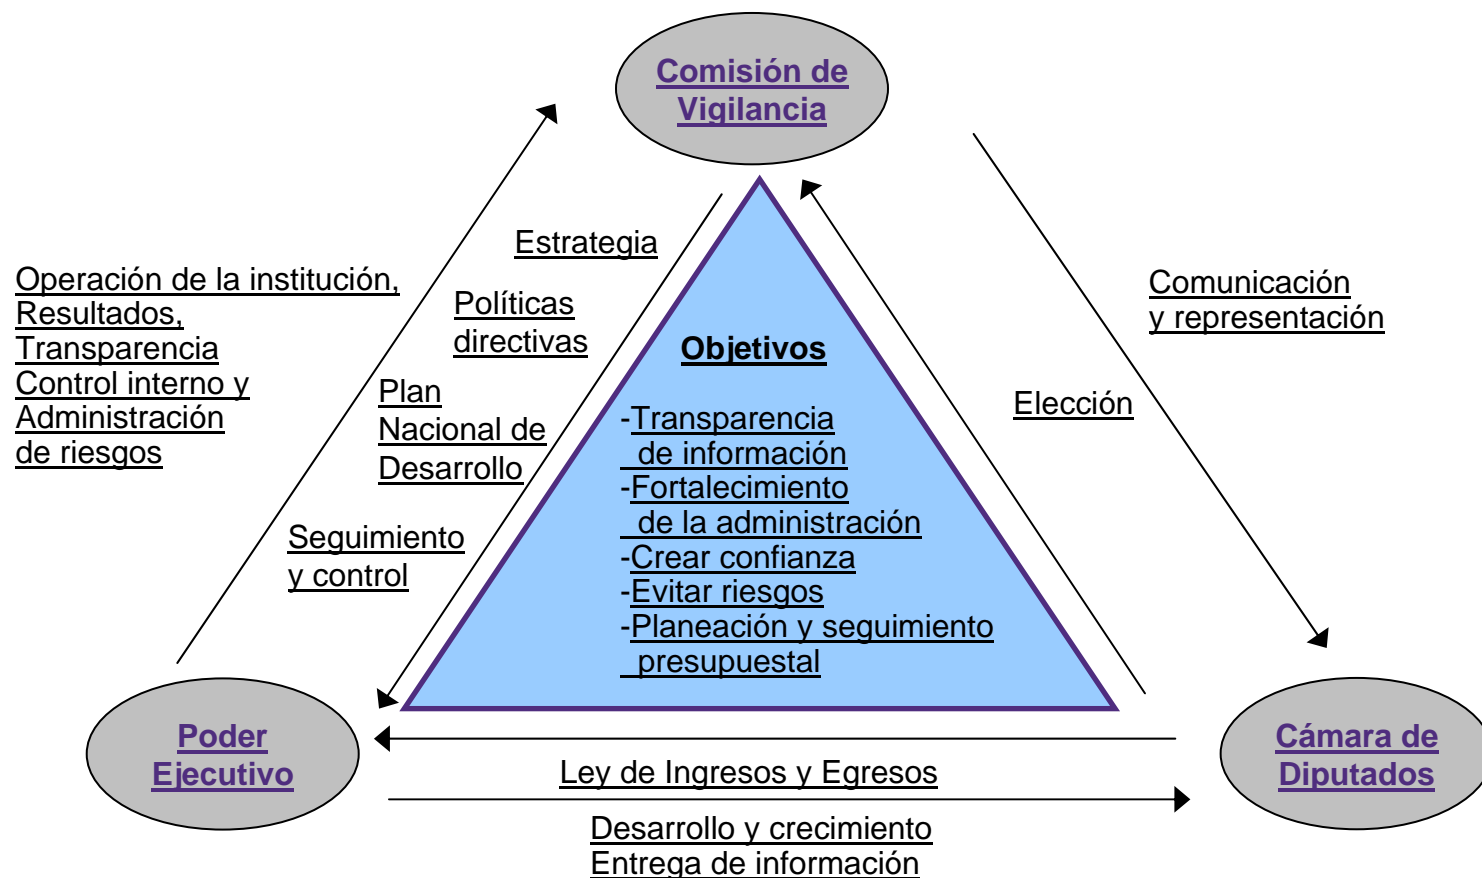 Comisión de
Vigilancia
Estrategia
Operación de la institución,
Resultados,
Transparencia
Control interno y
Administración
de riesgos
Políticas
directivas
Plan
Nacional de
Desarrollo
Seguimiento
y control
Objetivos
-Transparencia
de información
-Fortalecimiento
de la administración
-Crear confianza
-Evitar riesgos
-Planeación y seguimiento
presupuestal
Comunicación
y representación
Elección
Poder
Ejecutivo
Cámara de
Diputados
Ley de Ingresos y Egresos
Desarrollo y crecimiento
Entrega de información